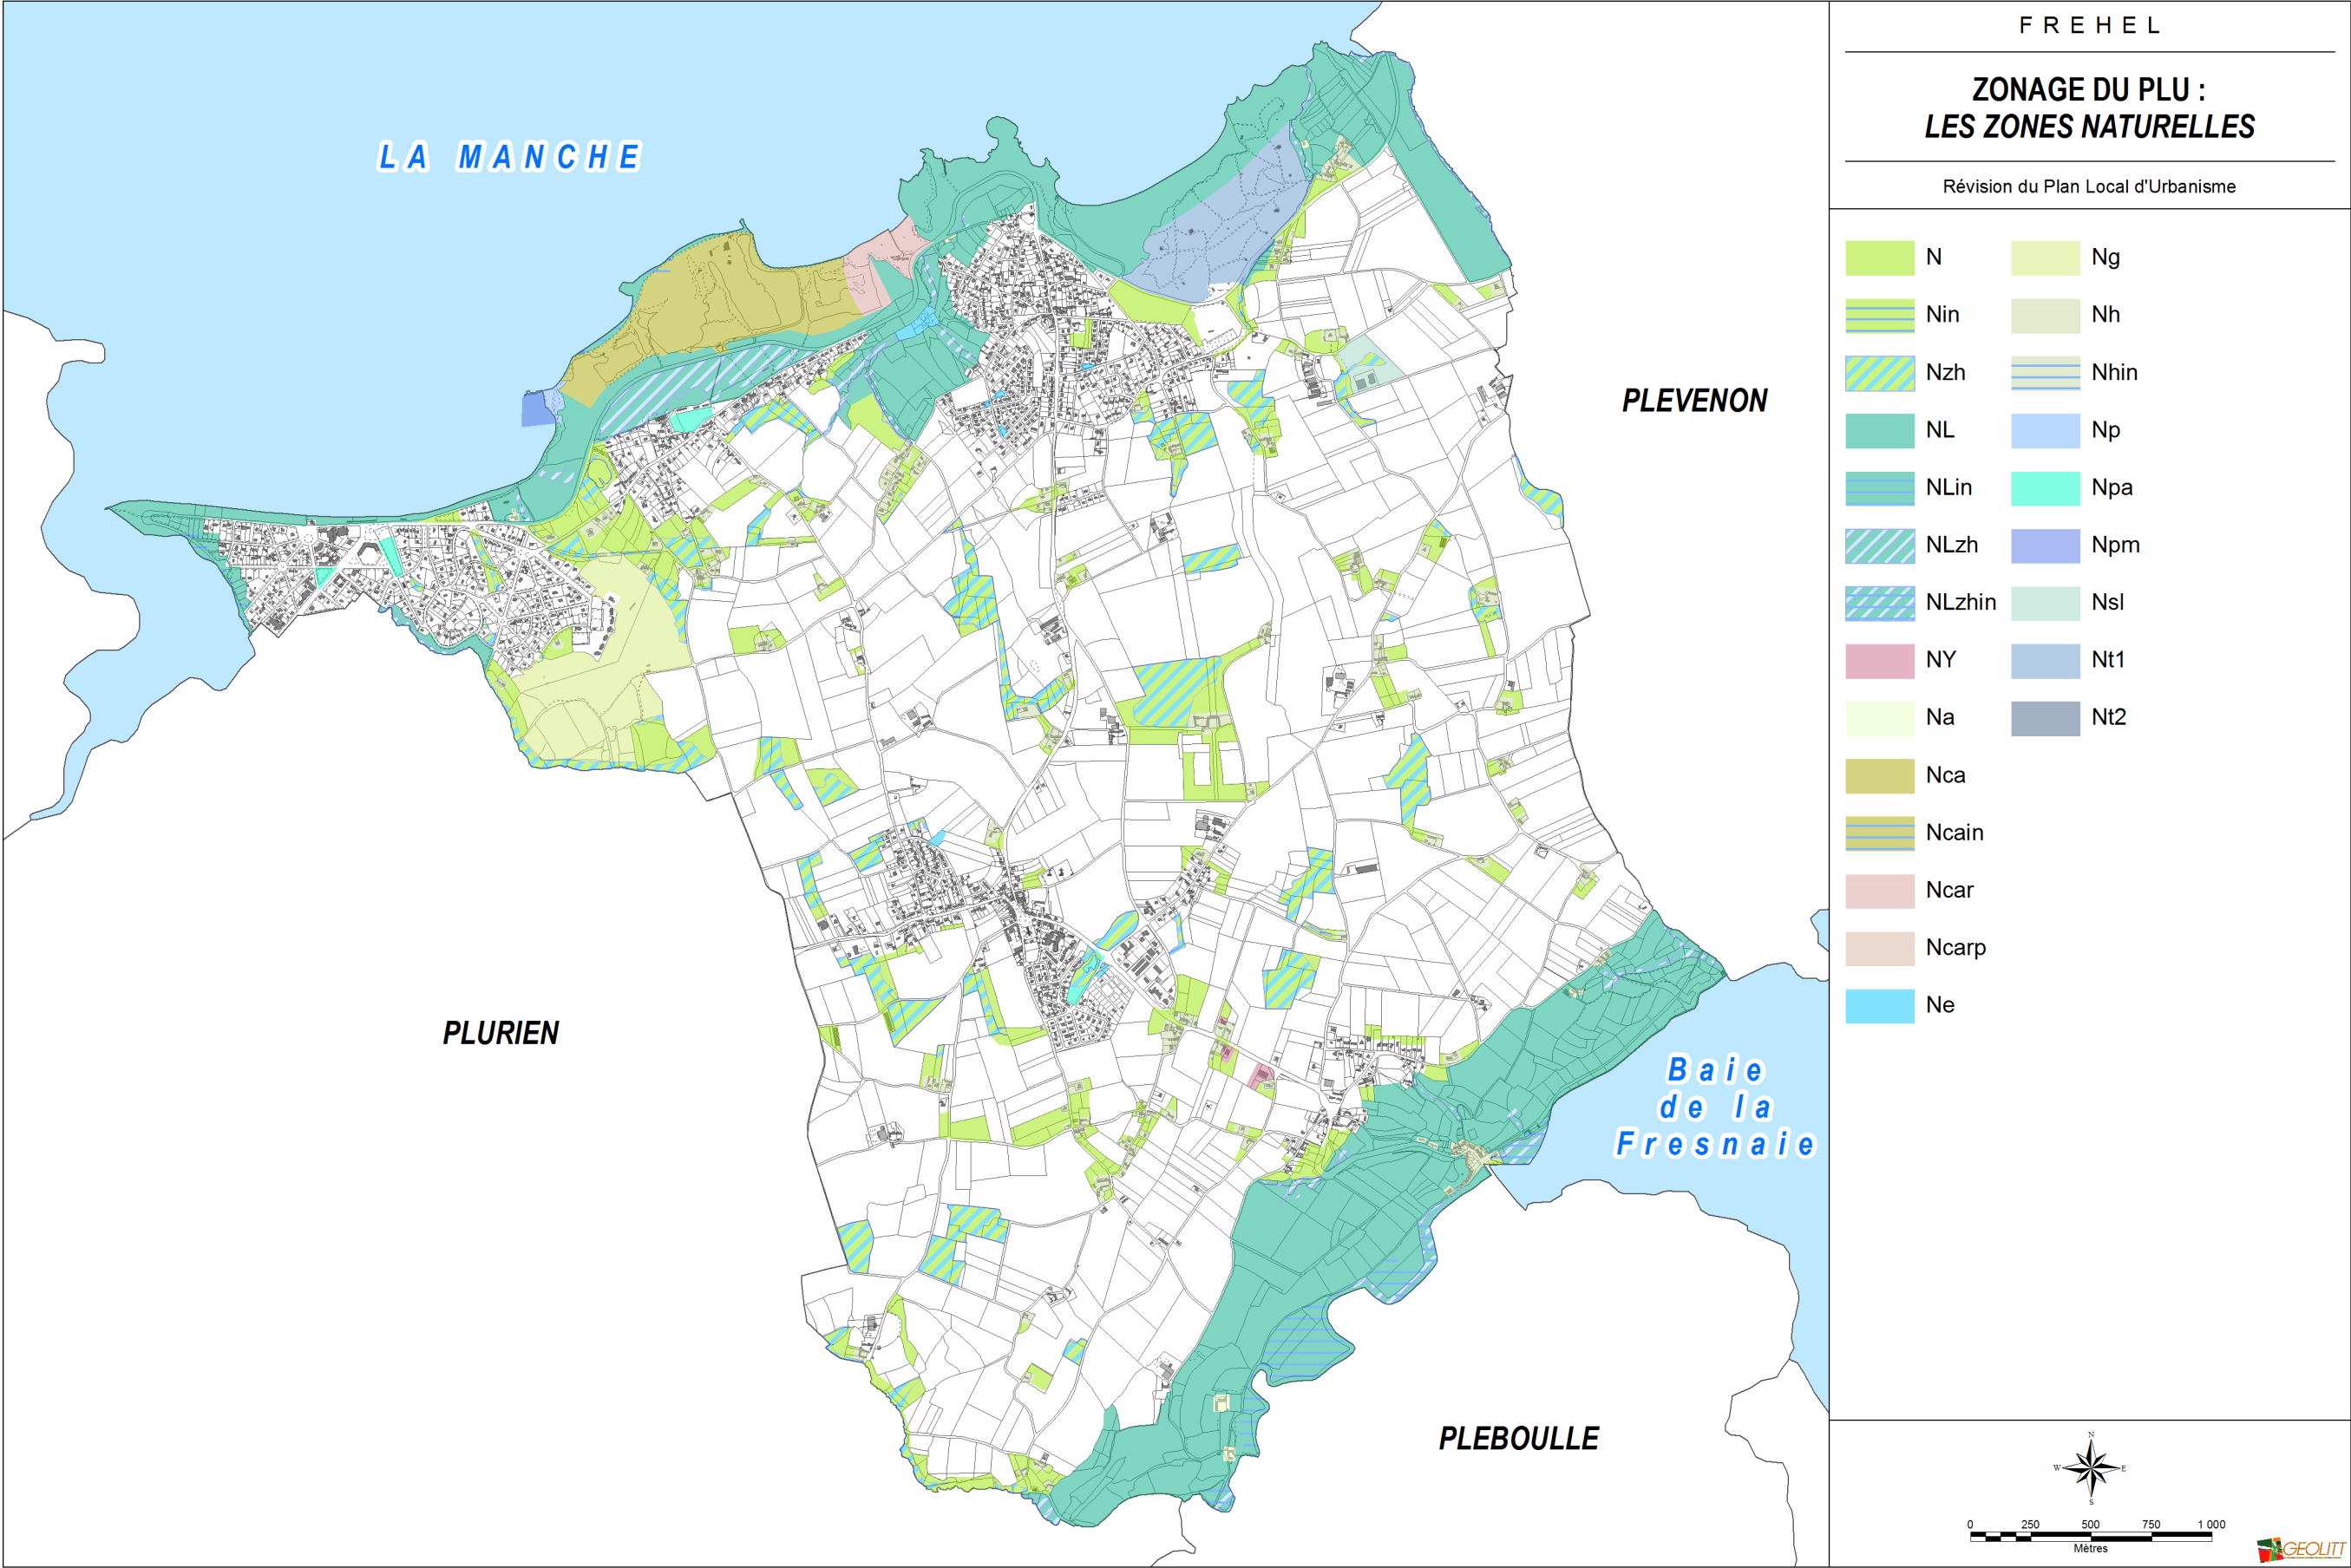 F R E H E L
ZONAGE DU PLU :
LES ZONES NATURELLES
Révision du Plan Local d'Urbanisme
N
Nin
Nzh
NL
NLin
NLzh
NLzhin
NY
Na
Nca
Ncain
Ncar
Ncarp
Ne
Ng
Nh
Nhin
Np
Npa
Npm
Nsl
Nt1
Nt2
LA MANCHE
PLEVENON
PLURIEN
Baie
de la
Fresnaie
PLEBOULLE
N
W E
S
0 250 500 750 1 000
Mètres
GEOLITT